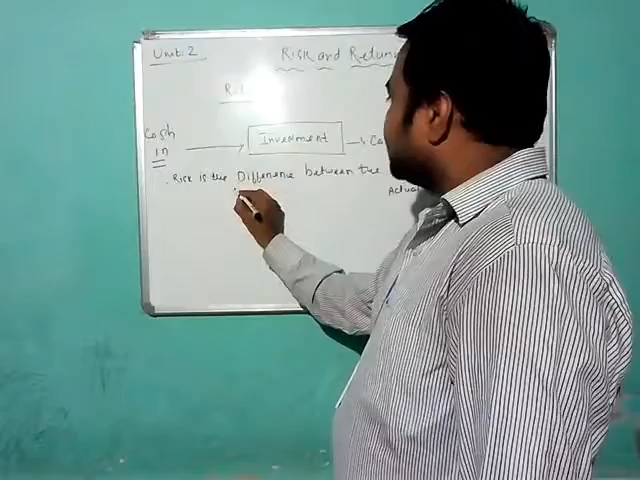 Unit: 2
Risk and Return
Cash
in
Investment
. Risk is the Difference between the
Actual